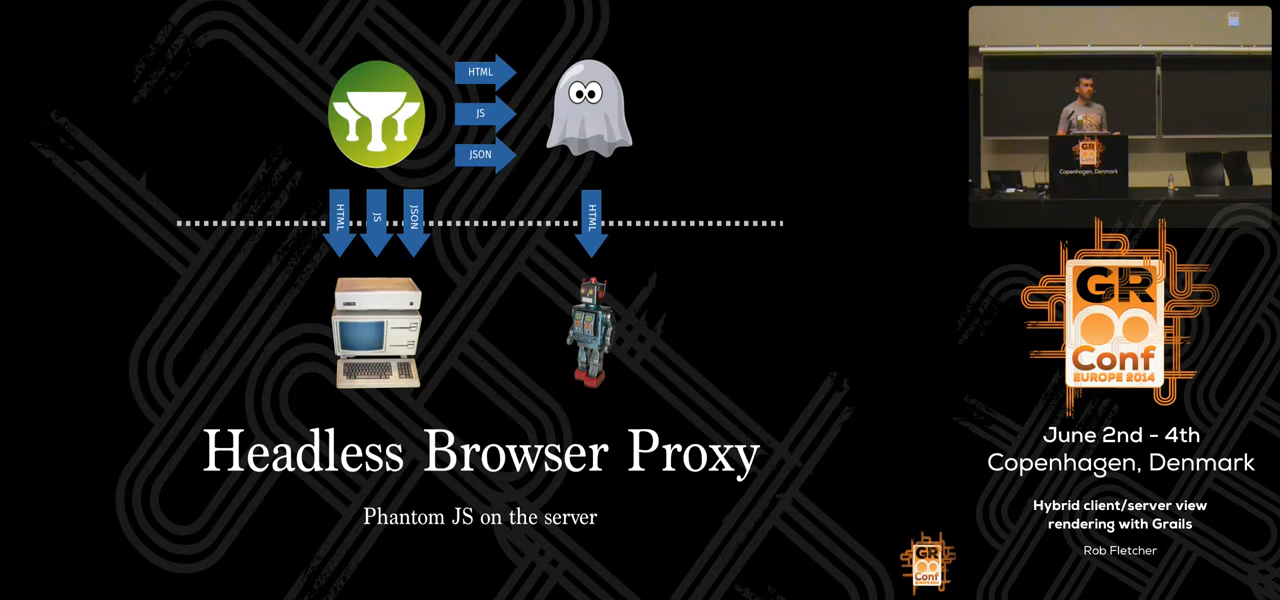 HTML
JS
JSON
HTML
JS
JSON
HTML
Headless Browser Proxy
Phantom JS on the server
GR
Conf
Copenhagen, Denmark
GR
Conf
EUROPE 2014
June 2nd - 4th
Copenhagen, Denmark
Hybrid client/server view
rendering with Grails
Rob Fletcher
GR
Conf